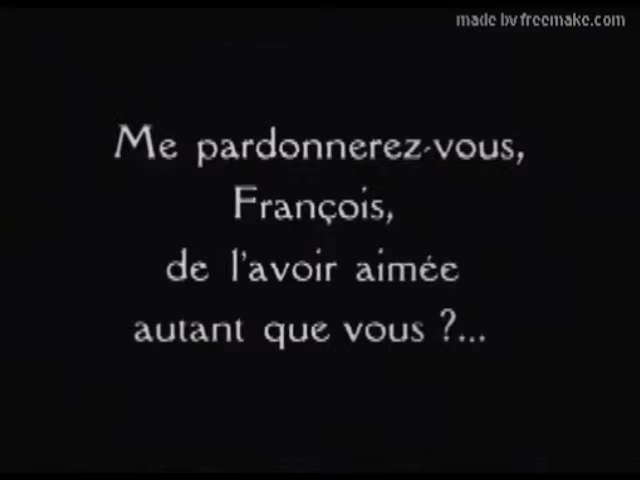 made by freemake.com
Me pardonnerez-vous,
François,
de l'avoir aimée
autant que vous ?...